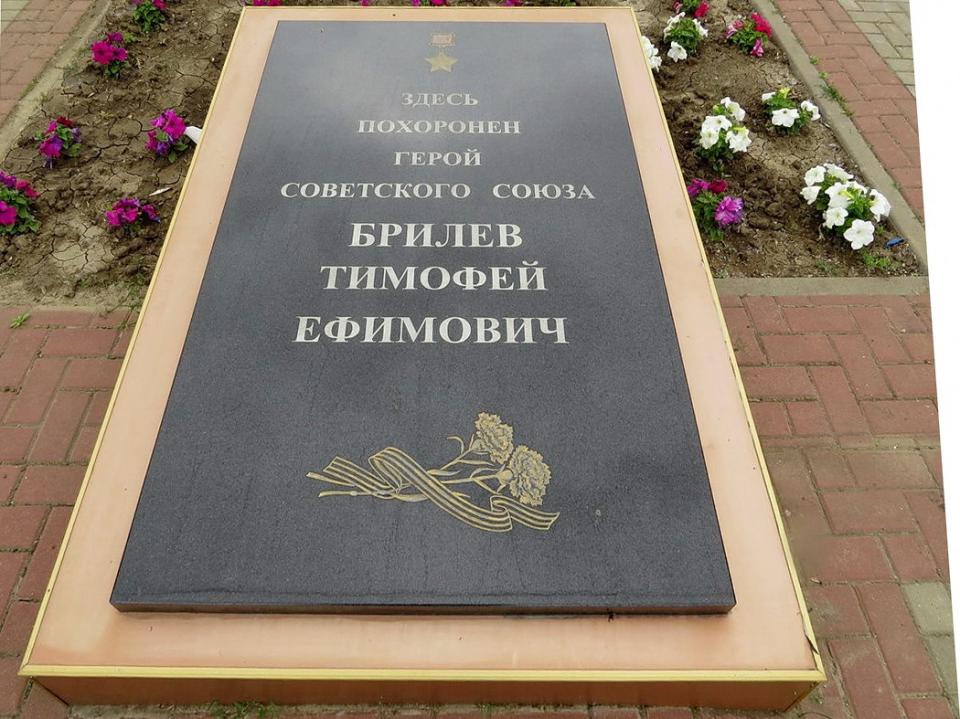 ЗДЕСЬ
ПОХОРОНЕН
ГЕРОЙ
СОВЕТСКОГО СОЮЗА
БРИЛЕВ
ТИМОФЕЙ
ЕФИМОВИЧ